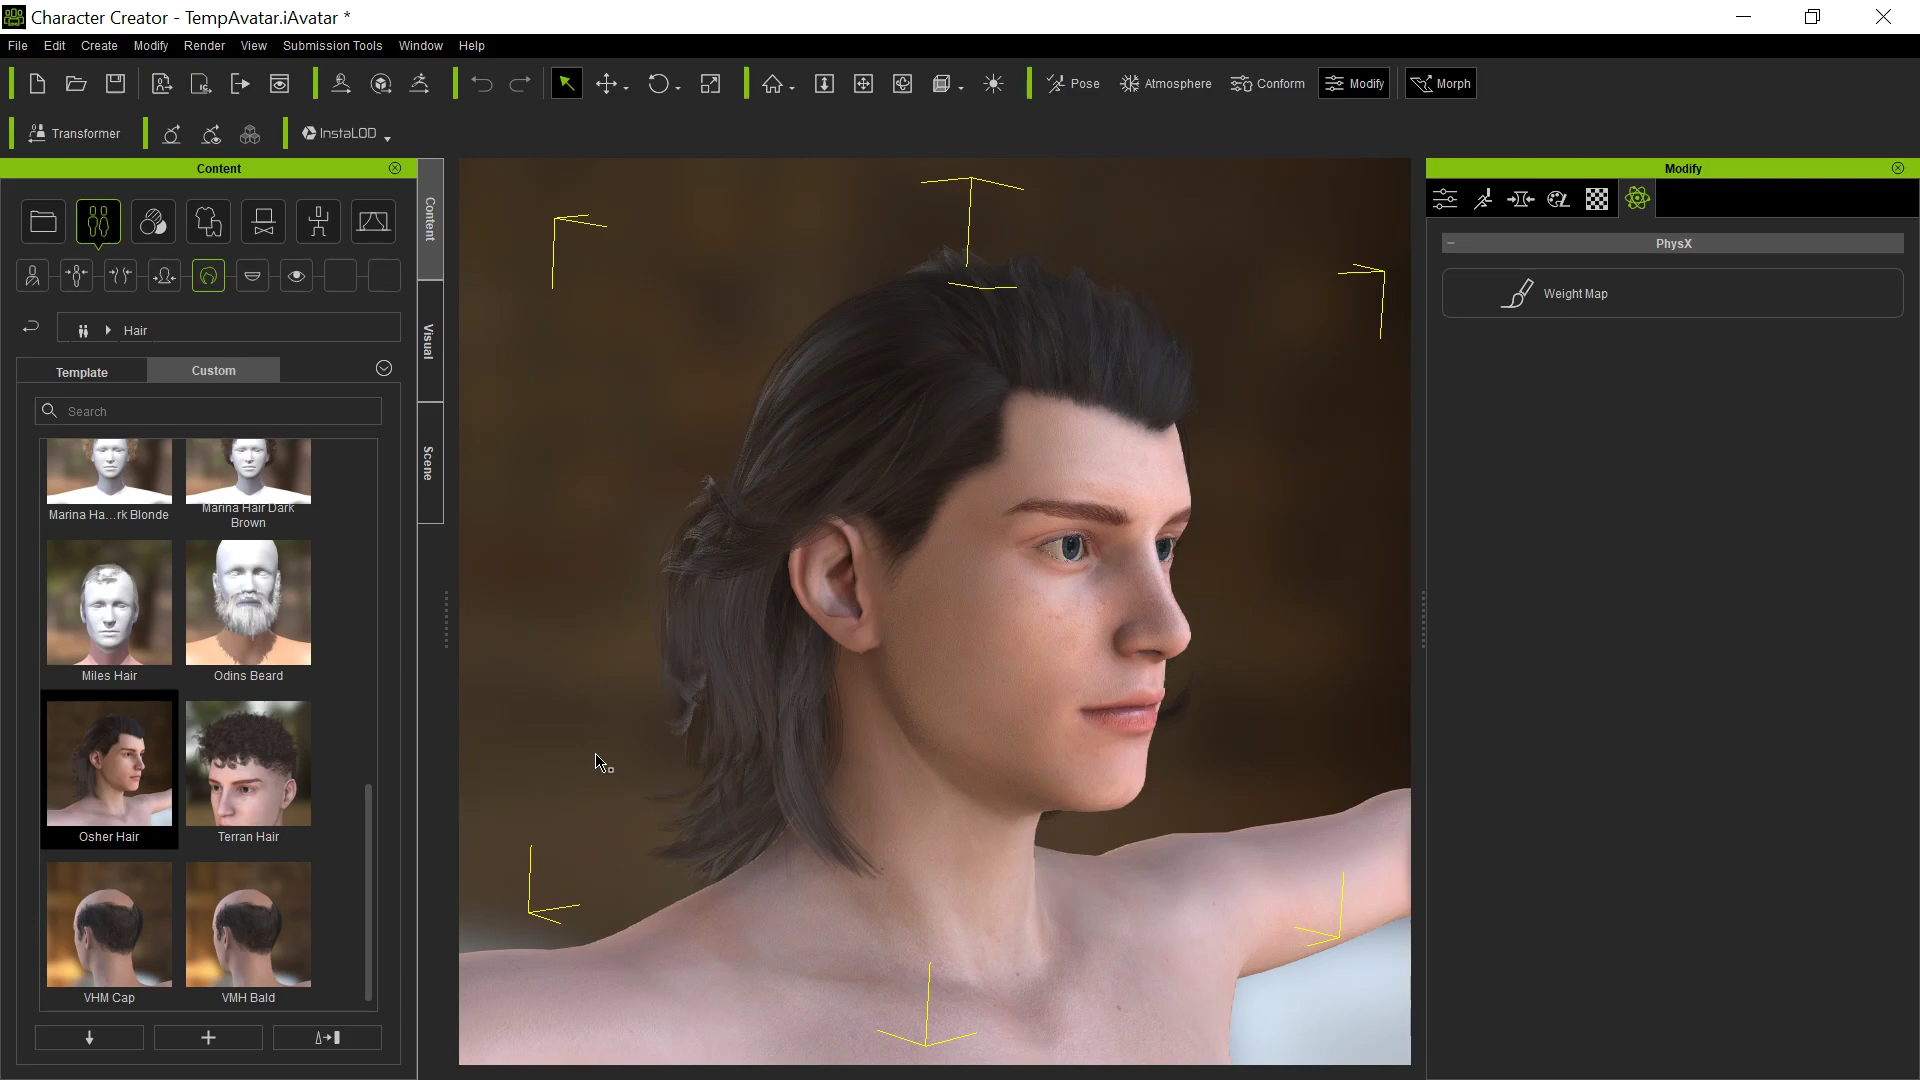 Character Creator - TempAvatar.iAvatar *
File Edit Create Modify Render View Submission Tools Window Help
Pose Atmosphere Conform Modify Morph
Transformer InstaLOD
Content
Modify
Content
Visual
Scene
PhysX
Weight Map
Hair
Template Custom
Search
Marina Ha...rk Blonde
Marina Hair Dark
Brown
Miles Hair Odins Beard
Osher Hair Terran Hair
VHM Cap VMH Bald